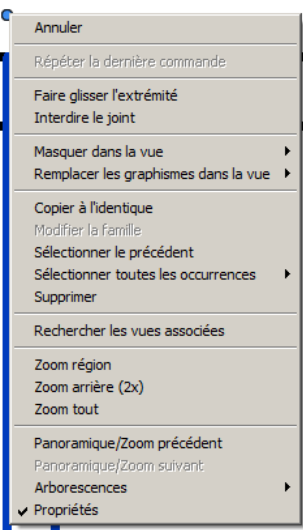 Annuler
Répéter la dernière commande
Faire glisser l'extrémité
Interdire le joint
Masquer dans la vue
Remplacer les graphismes dans la vue
Copier à l'identique
Modifier la famille
Sélectionner le précédent
Sélectionner toutes les occurrences
Supprimer
Rechercher les vues associées
Zoom région
Zoom arrière (2x)
Zoom tout
Panoramique/Zoom précédent
Panoramique/Zoom suivant
Arborescences
Propriétés